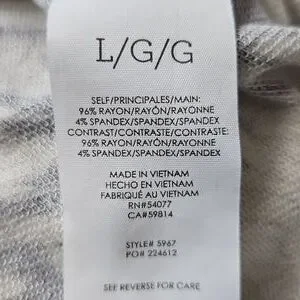 L/G/G
SELF/PRINCIPALES/MAIN:
96% RAYON/RAYÓN/RAYONNE
4% SPANDEX/SPANDEX/SPANDEX
CONTRAST/CONTRASTE/CONTRASTE:
96% RAYON/RAYÓN/RAYONNE
4% SPANDEX/SPANDEX/SPANDEX
MADE IN VIETNAM
HECHO EN VIETNAM
FABRIQUÉ AU VIETNAM
RN#54077
CA#59814
STYLE# 5967
PO# 224612
SEE REVERSE FOR CARE